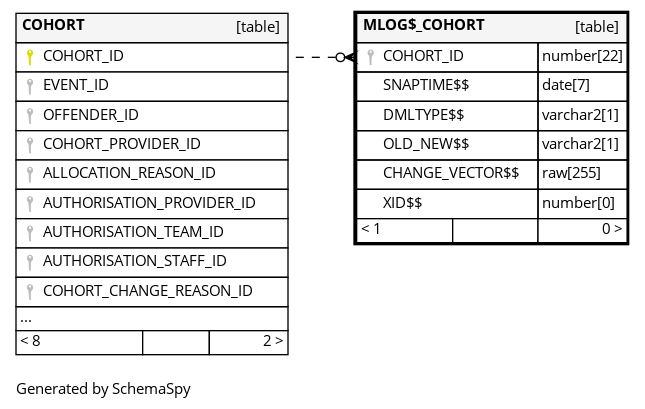 COHORT [table]
COHORT_ID
EVENT_ID
OFFENDER_ID
COHORT_PROVIDER_ID
ALLOCATION_REASON_ID
AUTHORISATION_PROVIDER_ID
AUTHORISATION_TEAM_ID
AUTHORISATION_STAFF_ID
COHORT_CHANGE_REASON_ID
...
< 8 2 >
MLOG$_COHORT [table]
COHORT_ID number[22]
SNAPTIME$$ date[7]
DMLTYPE$$ varchar2[1]
OLD_NEW$$ varchar2[1]
CHANGE_VECTOR$$ raw[255]
XID$$ number[0]
< 1 0 >
Generated by SchemaSpy